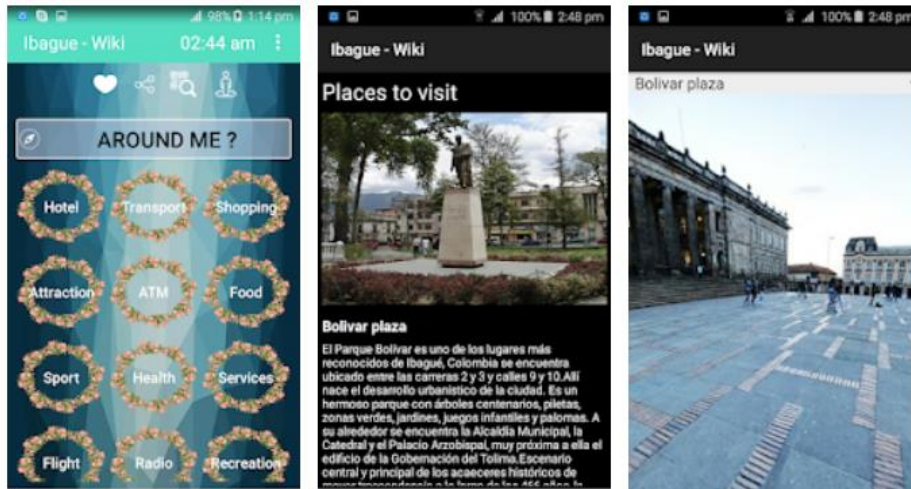 98% 1:14 pm
Ibague - Wiki 02:44 am
AROUND ME ?
Hotel Transport Shopping
Attraction ATM Food
Sport Health Services
Flight Radio Recreation
100% 2:48 pm
Ibague - Wiki
Places to visit
Bolivar plaza
El Parque Bolívar es uno de los lugares más
reconocidos de Ibagué, Colombia se encuentra
ubicado entre las carreras 2 y 3 y calles 9 y 10.Allí
nace el desarrollo urbanístico de la ciudad. Es un
hermoso parque con árboles centenarios, piletas,
zonas verdes, jardines, juegos infantiles y palomas. A
su alrededor se encuentra la Alcaldía Municipal, la
Catedral y el Palacio Arzobispal, muy próxima a ella el
edificio de la Gobernación del Tolima.Escenario
central y principal de los acaeceres históricos de
100% 2:48 pm
Ibague - Wiki
Bolivar plaza